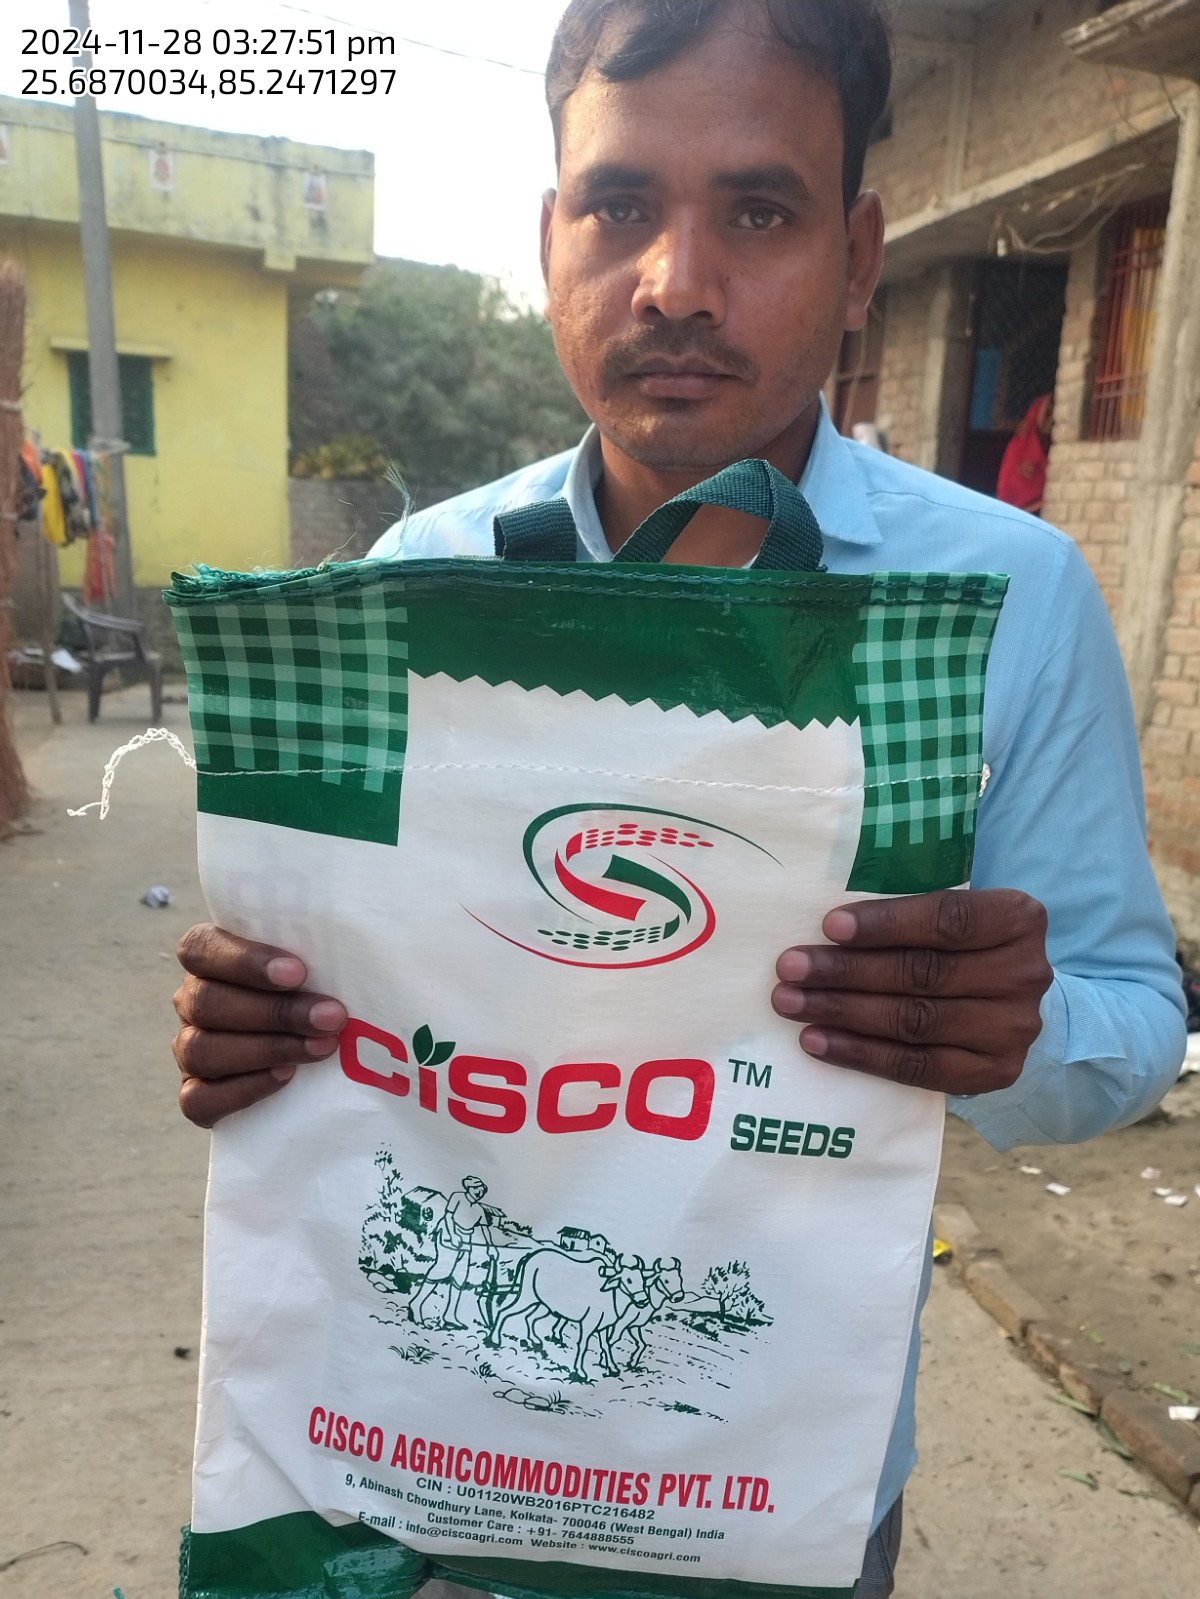 2024-11-28 03:27:51 pm
25.6870034,85.2471297
CISCO TM
SEEDS
CISCO AGRICOMMODITIES PVT. LTD.
CIN : U01120WB2016PTC216482
9, Abinash Chowdhury Lane, Kolkata- 700046 (West Bengal) India
Customer Care : +91- 7644888555
E-mail : info@ciscoagri.com Website : www.ciscoagri.com